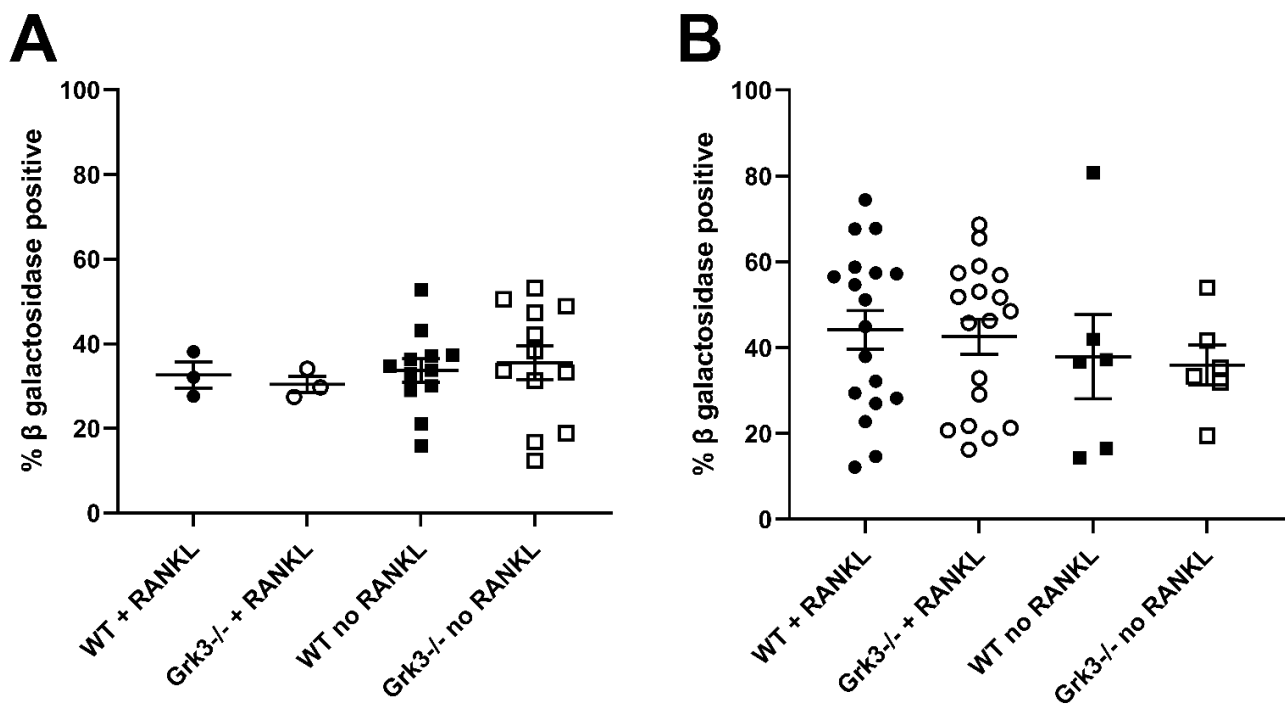 A
% β galactosidase positive
100
80
60
40
20
0
WT + RANKL
Grk3-/- + RANKL
WT no RANKL
Grk3-/- no RANKL
B
% β galactosidase positive
100
80
60
40
20
0
WT + RANKL
Grk3-/- + RANKL
WT no RANKL
Grk3-/- no RANKL